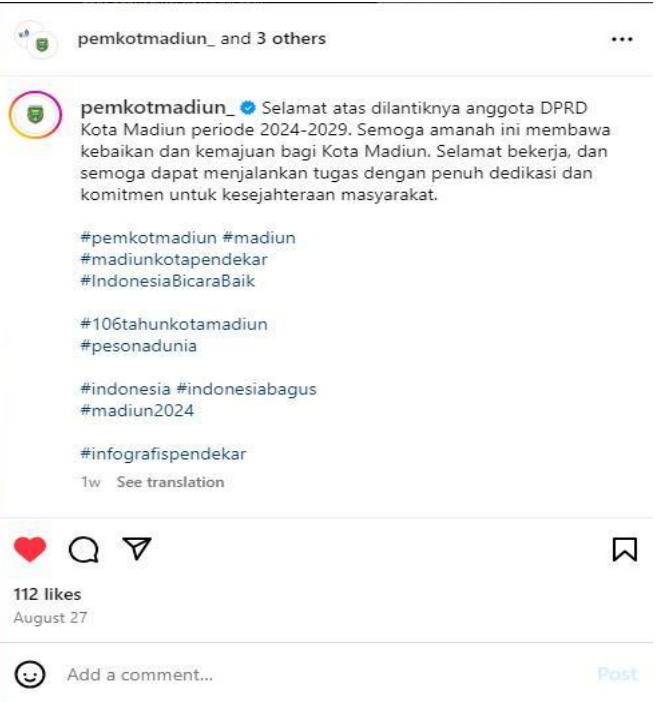 pemkotmadiun_ and 3 others
pemkotmadiun_ Selamat atas dilantiknya anggota DPRD
Kota Madiun periode 2024-2029. Semoga amanah ini membawa
kebaikan dan kemajuan bagi Kota Madiun. Selamat bekerja, dan
semoga dapat menjalankan tugas dengan penuh dedikasi dan
komitmen untuk kesejahteraan masyarakat.
#pemkotmadiun #madiun
#madiunkotapendekar
#IndonesiaBicaraBaik
#106tahunkotamadiun
#pesonadunia
#indonesia #indonesiabagus
#madiun2024
#infografispendekar
1w See translation
112 likes
August 27
Add a comment... Post